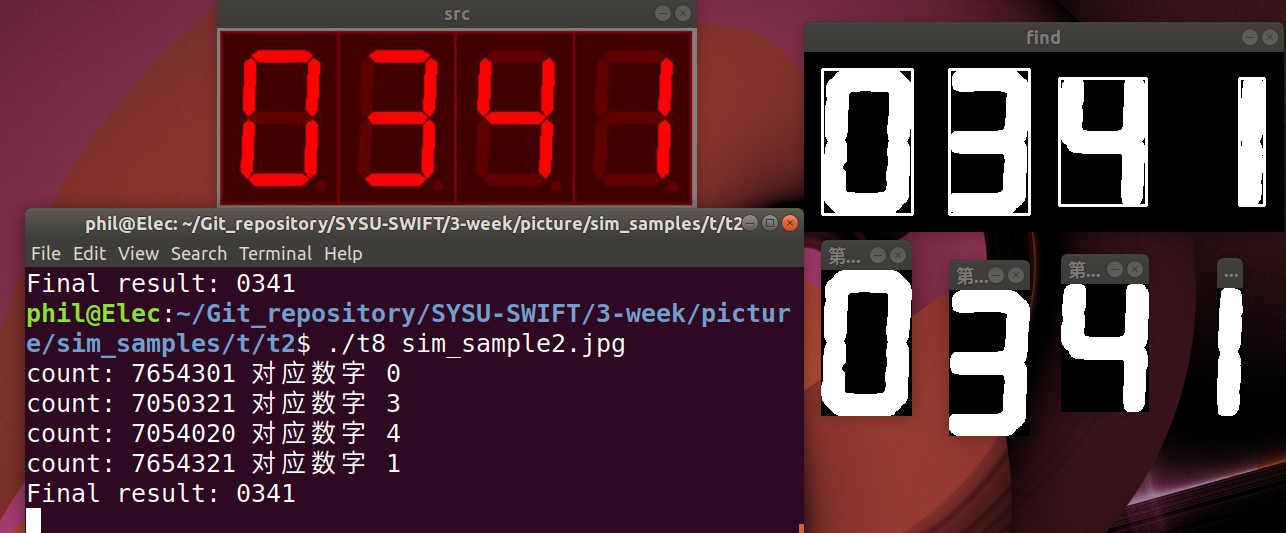 src
0341
phil@Elec: ~/Git_repository/SYSU-SWIFT/3-week/picture/sim_samples/t/t2
File Edit View Search Terminal Help
Final result: 0341
phil@Elec:~/Git_repository/SYSU-SWIFT/3-week/pictur
e/sim_samples/t/t2$ ./t8 sim_sample2.jpg
count: 7654301 对应数字 0
count: 7050321 对应数字 3
count: 7054020 对应数字 4
count: 7654321 对应数字 1
Final result: 0341
find
0341
第...
0
第...
3
第...
4
...
1